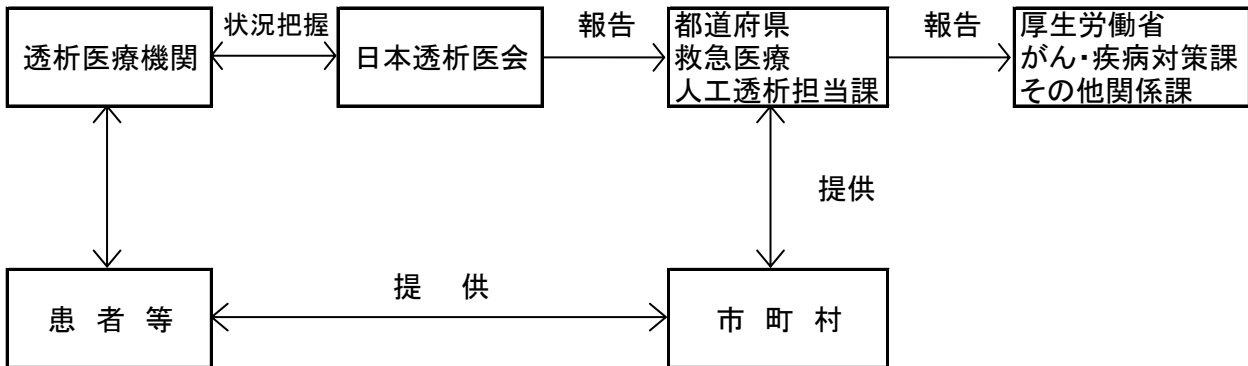 状況把握
報告
報告
透析医療機関
日本透析医会
都道府県
救急医療
人工透析担当課
厚生労働省
がん・疾病対策課
その他関係課
提供
提 供
患 者 等
市 町 村